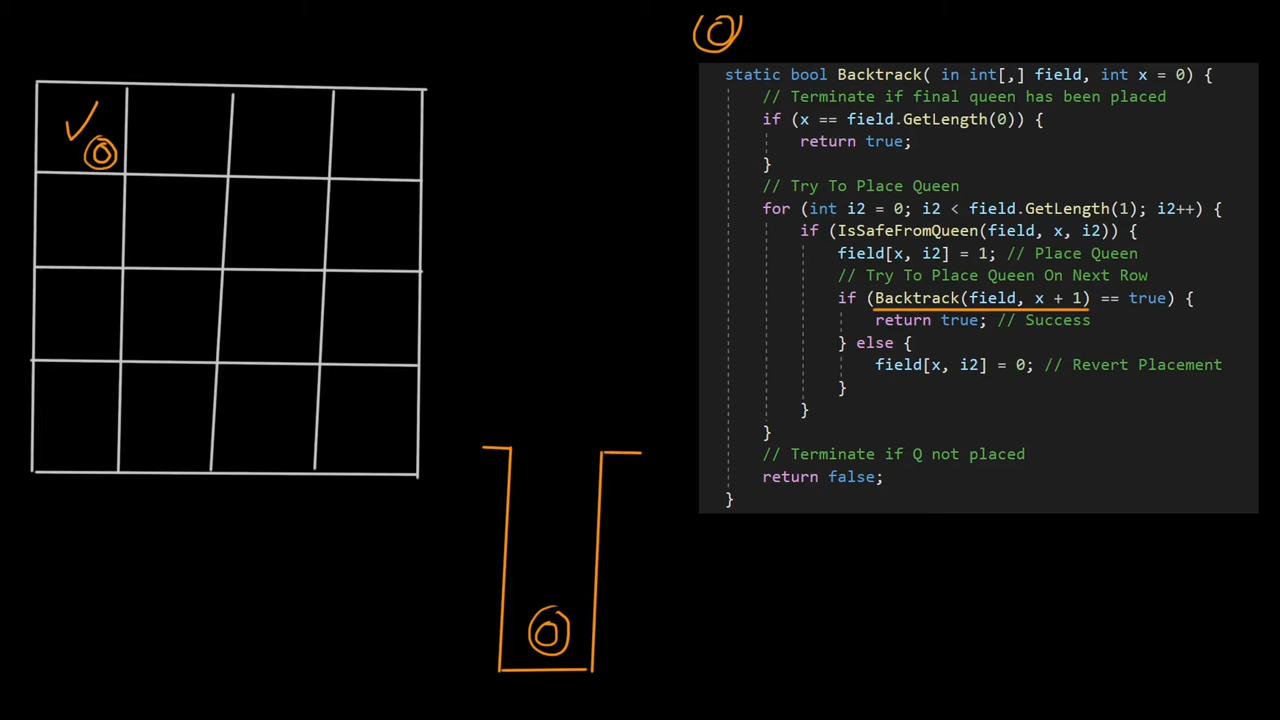 0
0
static bool Backtrack( in int[,] field, int x = 0) {
// Terminate if final queen has been placed
if (x == field.GetLength(0)) {
return true;
}
// Try To Place Queen
for (int i2 = 0; i2 < field.GetLength(1); i2++) {
if (IsSafeFromQueen(field, x, i2)) {
field[x, i2] = 1; // Place Queen
// Try To Place Queen On Next Row
if (Backtrack(field, x + 1) == true) {
return true; // Success
} else {
field[x, i2] = 0; // Revert Placement
}
}
}
// Terminate if Q not placed
return false;
}
0